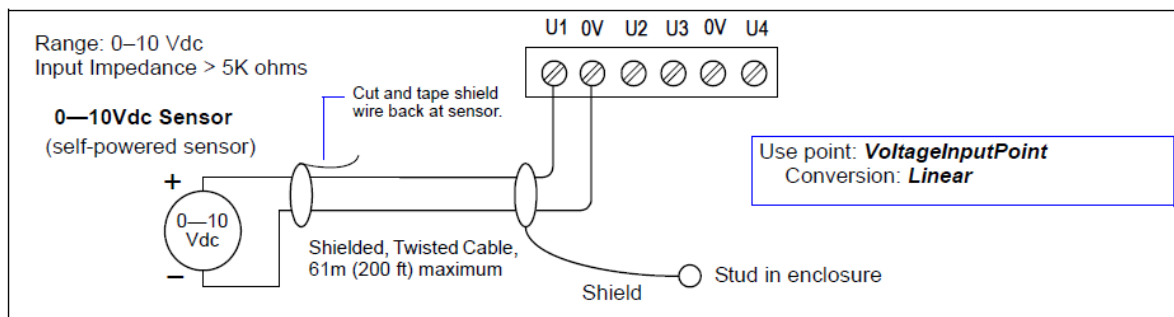 Range: 0–10 Vdc
Input Impedance > 5K ohms
U1 0V U2 U3 0V U4
Cut and tape shield
wire back at sensor.
0—10Vdc Sensor
(self-powered sensor)
Use point: VoltageInputPoint
Conversion: Linear
+
0—10
Vdc
–
Shielded, Twisted Cable,
61m (200 ft) maximum
Shield
Stud in enclosure